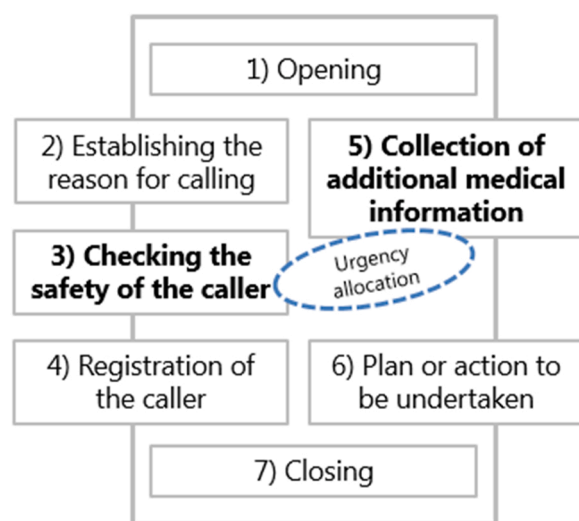 1) Opening
2) Establishing the
reason for calling
3) Checking the
safety of the caller
4) Registration of
the caller
5) Collection of
additional medical
information
Urgency
allocation
6) Plan or action to
be undertaken
7) Closing